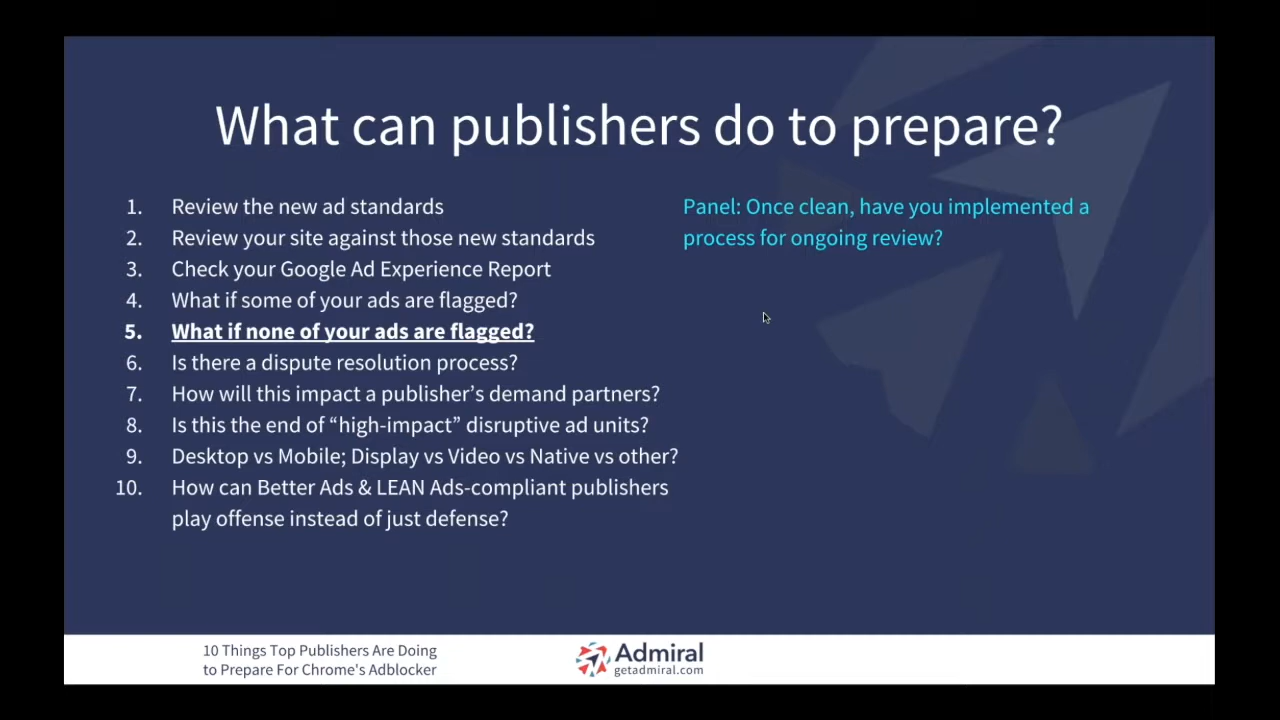 What can publishers do to prepare?
1. Review the new ad standards
2. Review your site against those new standards
3. Check your Google Ad Experience Report
4. What if some of your ads are flagged?
5. What if none of your ads are flagged?
6. Is there a dispute resolution process?
7. How will this impact a publisher’s demand partners?
8. Is this the end of “high-impact” disruptive ad units?
9. Desktop vs Mobile; Display vs Video vs Native vs other?
10. How can Better Ads & LEAN Ads-compliant publishers
play offense instead of just defense?
Panel: Once clean, have you implemented a
process for ongoing review?
10 Things Top Publishers Are Doing
to Prepare For Chrome's Adblocker
Admiral
getadmiral.com